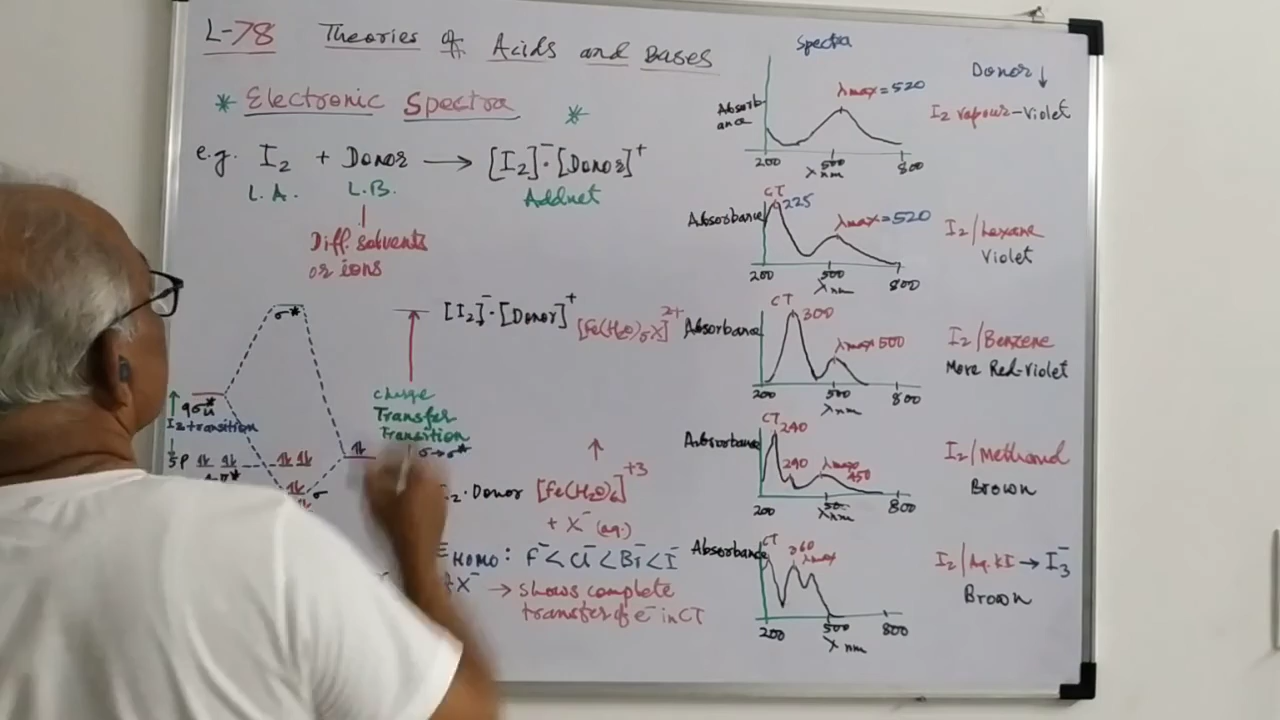 L-78 Theories of Acids and Bases
* Electronic Spectra *
e.g. I₂ + Donor ⟶ [I₂]⁻·[Donor]⁺
L.A. L.B. Adduct
Diff. solvents
or ions
σ*
9σu*
I₂ transition
5P
σ
[I₂]⁻·[Donor]⁺
[Fe(H₂O)₅X]²⁺
Charge
Transfer
Transition
σ→σ*
I₂·Donor [Fe(H₂O)₆]⁺³
+ X⁻ (aq.)
E HOMO : F⁻ < Cl⁻ < Br⁻ < I⁻
X⁻ → shows complete
transfer of e⁻ in CT
Spectra
Donor ↓
Absorb
ance
λmax = 520
I₂ vapour - Violet
200 500 800
λ nm
Absorbance
CT 225
λmax = 520
I₂/hexane
Violet
200 500 800
λ nm
Absorbance
CT 300
λmax 500
I₂/Benzene
More Red-violet
200 500 800
λ nm
Absorbance
CT 240
290
λmax
450
I₂/Methanol
Brown
200 500 800
λ nm
Absorbance
CT
360
λmax
I₂/Aq. KI → I₃⁻
Brown
200 500 800
λ nm